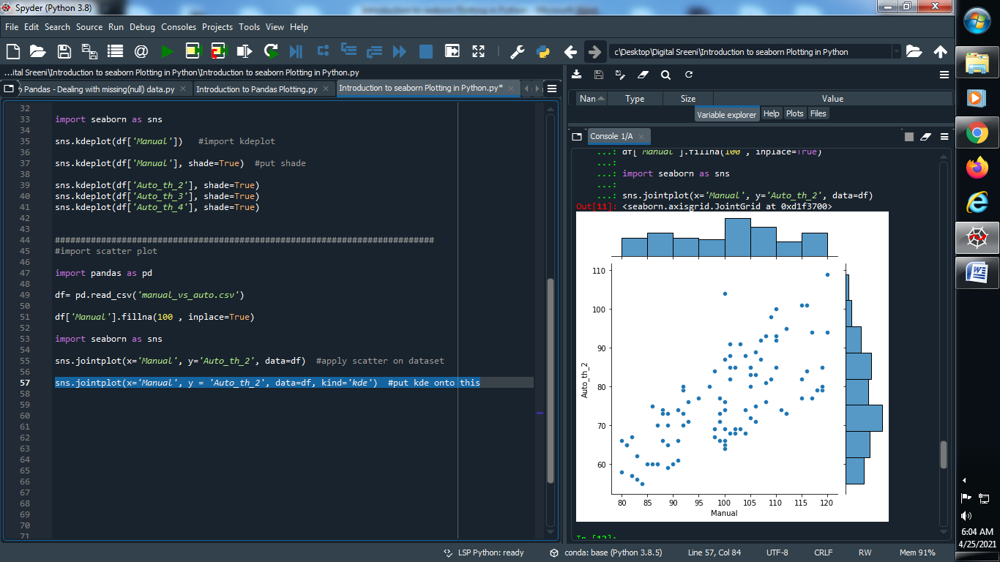 Spyder (Python 3.8)
File Edit Search Source Run Debug Consoles Projects Tools View Help
c\Desktop\Digital Sreeni\Introduction to seaborn Plotting in Python
...ital Sreeni\Introduction to seaborn Plotting in Python\Introduction to seaborn Plotting in Python.py
Pandas - Dealing with missing(null) data.py Introduction to Pandas Plotting.py Introduction to seaborn Plotting in Python.py*
32
33 import seaborn as sns
34
35 sns.kdeplot(df['Manual']) #import kdeplot
36
37 sns.kdeplot(df['Manual'], shade=True) #put shade
38
39 sns.kdeplot(df['Auto_th_2'], shade=True)
40 sns.kdeplot(df['Auto_th_3'], shade=True)
41 sns.kdeplot(df['Auto_th_4'], shade=True)
42
43
44 ##########################################################################
45 #import scatter plot
46
47 import pandas as pd
48
49 df= pd.read_csv('manual_vs_auto.csv')
50
51 df['Manual'].fillna(100 , inplace=True)
52
53 import seaborn as sns
54
55 sns.jointplot(x='Manual', y='Auto_th_2', data=df) #apply scatter on dataset
56
57 sns.jointplot(x='Manual', y = 'Auto_th_2', data=df, kind='kde') #put kde onto this
58
59
60
61
62
63
64
65
66
67
68
69
70
71
Nan Type Size Value
Variable explorer Help Plots Files
Console 1/A
...: df['Manual'].fillna(100 , inplace=True)
...:
...: import seaborn as sns
...:
...: sns.jointplot(x='Manual', y='Auto_th_2', data=df)
Out[11]: <seaborn.axisgrid.JointGrid at 0xd1f3700>
110
100
90
80
70
60
Auto_th_2
80 85 90 95 100 105 110 115 120
Manual
In [12]:
LSP Python: ready conda: base (Python 3.8.5) Line 57, Col 84 UTF-8 CRLF RW Mem 91%
6:04 AM
4/25/2021